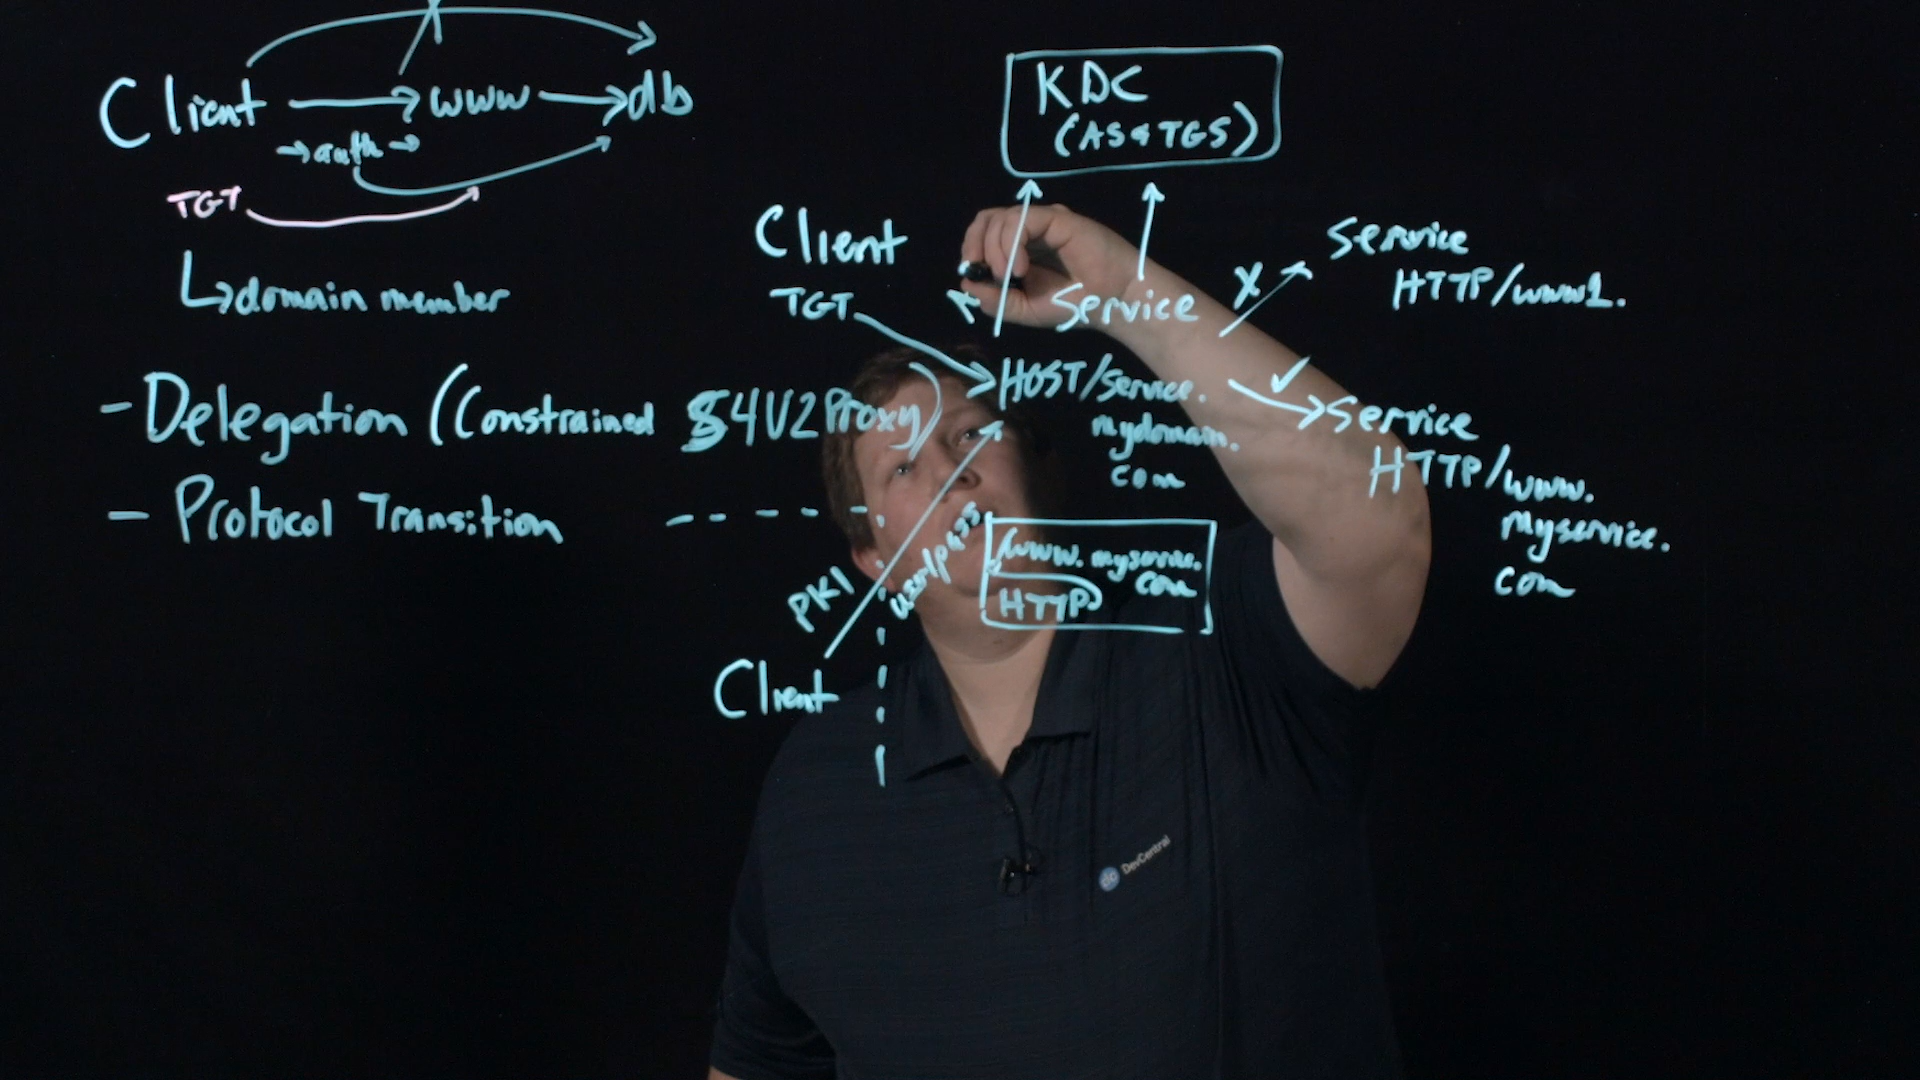 Client → www → db
→ auth →
TGT
↳ domain member
- Delegation (Constrained S4U2Proxy)
- Protocol Transition
KDC
(AS & TGS)
Client
TGT
Service
HOST/Service.
mydomain.
com
X
Service
HTTP/www1.
✓
Service
HTTP/www.
myservice.
com
PKI
user/pass
Client
www.myservice.
com
HTTP
DevCentral